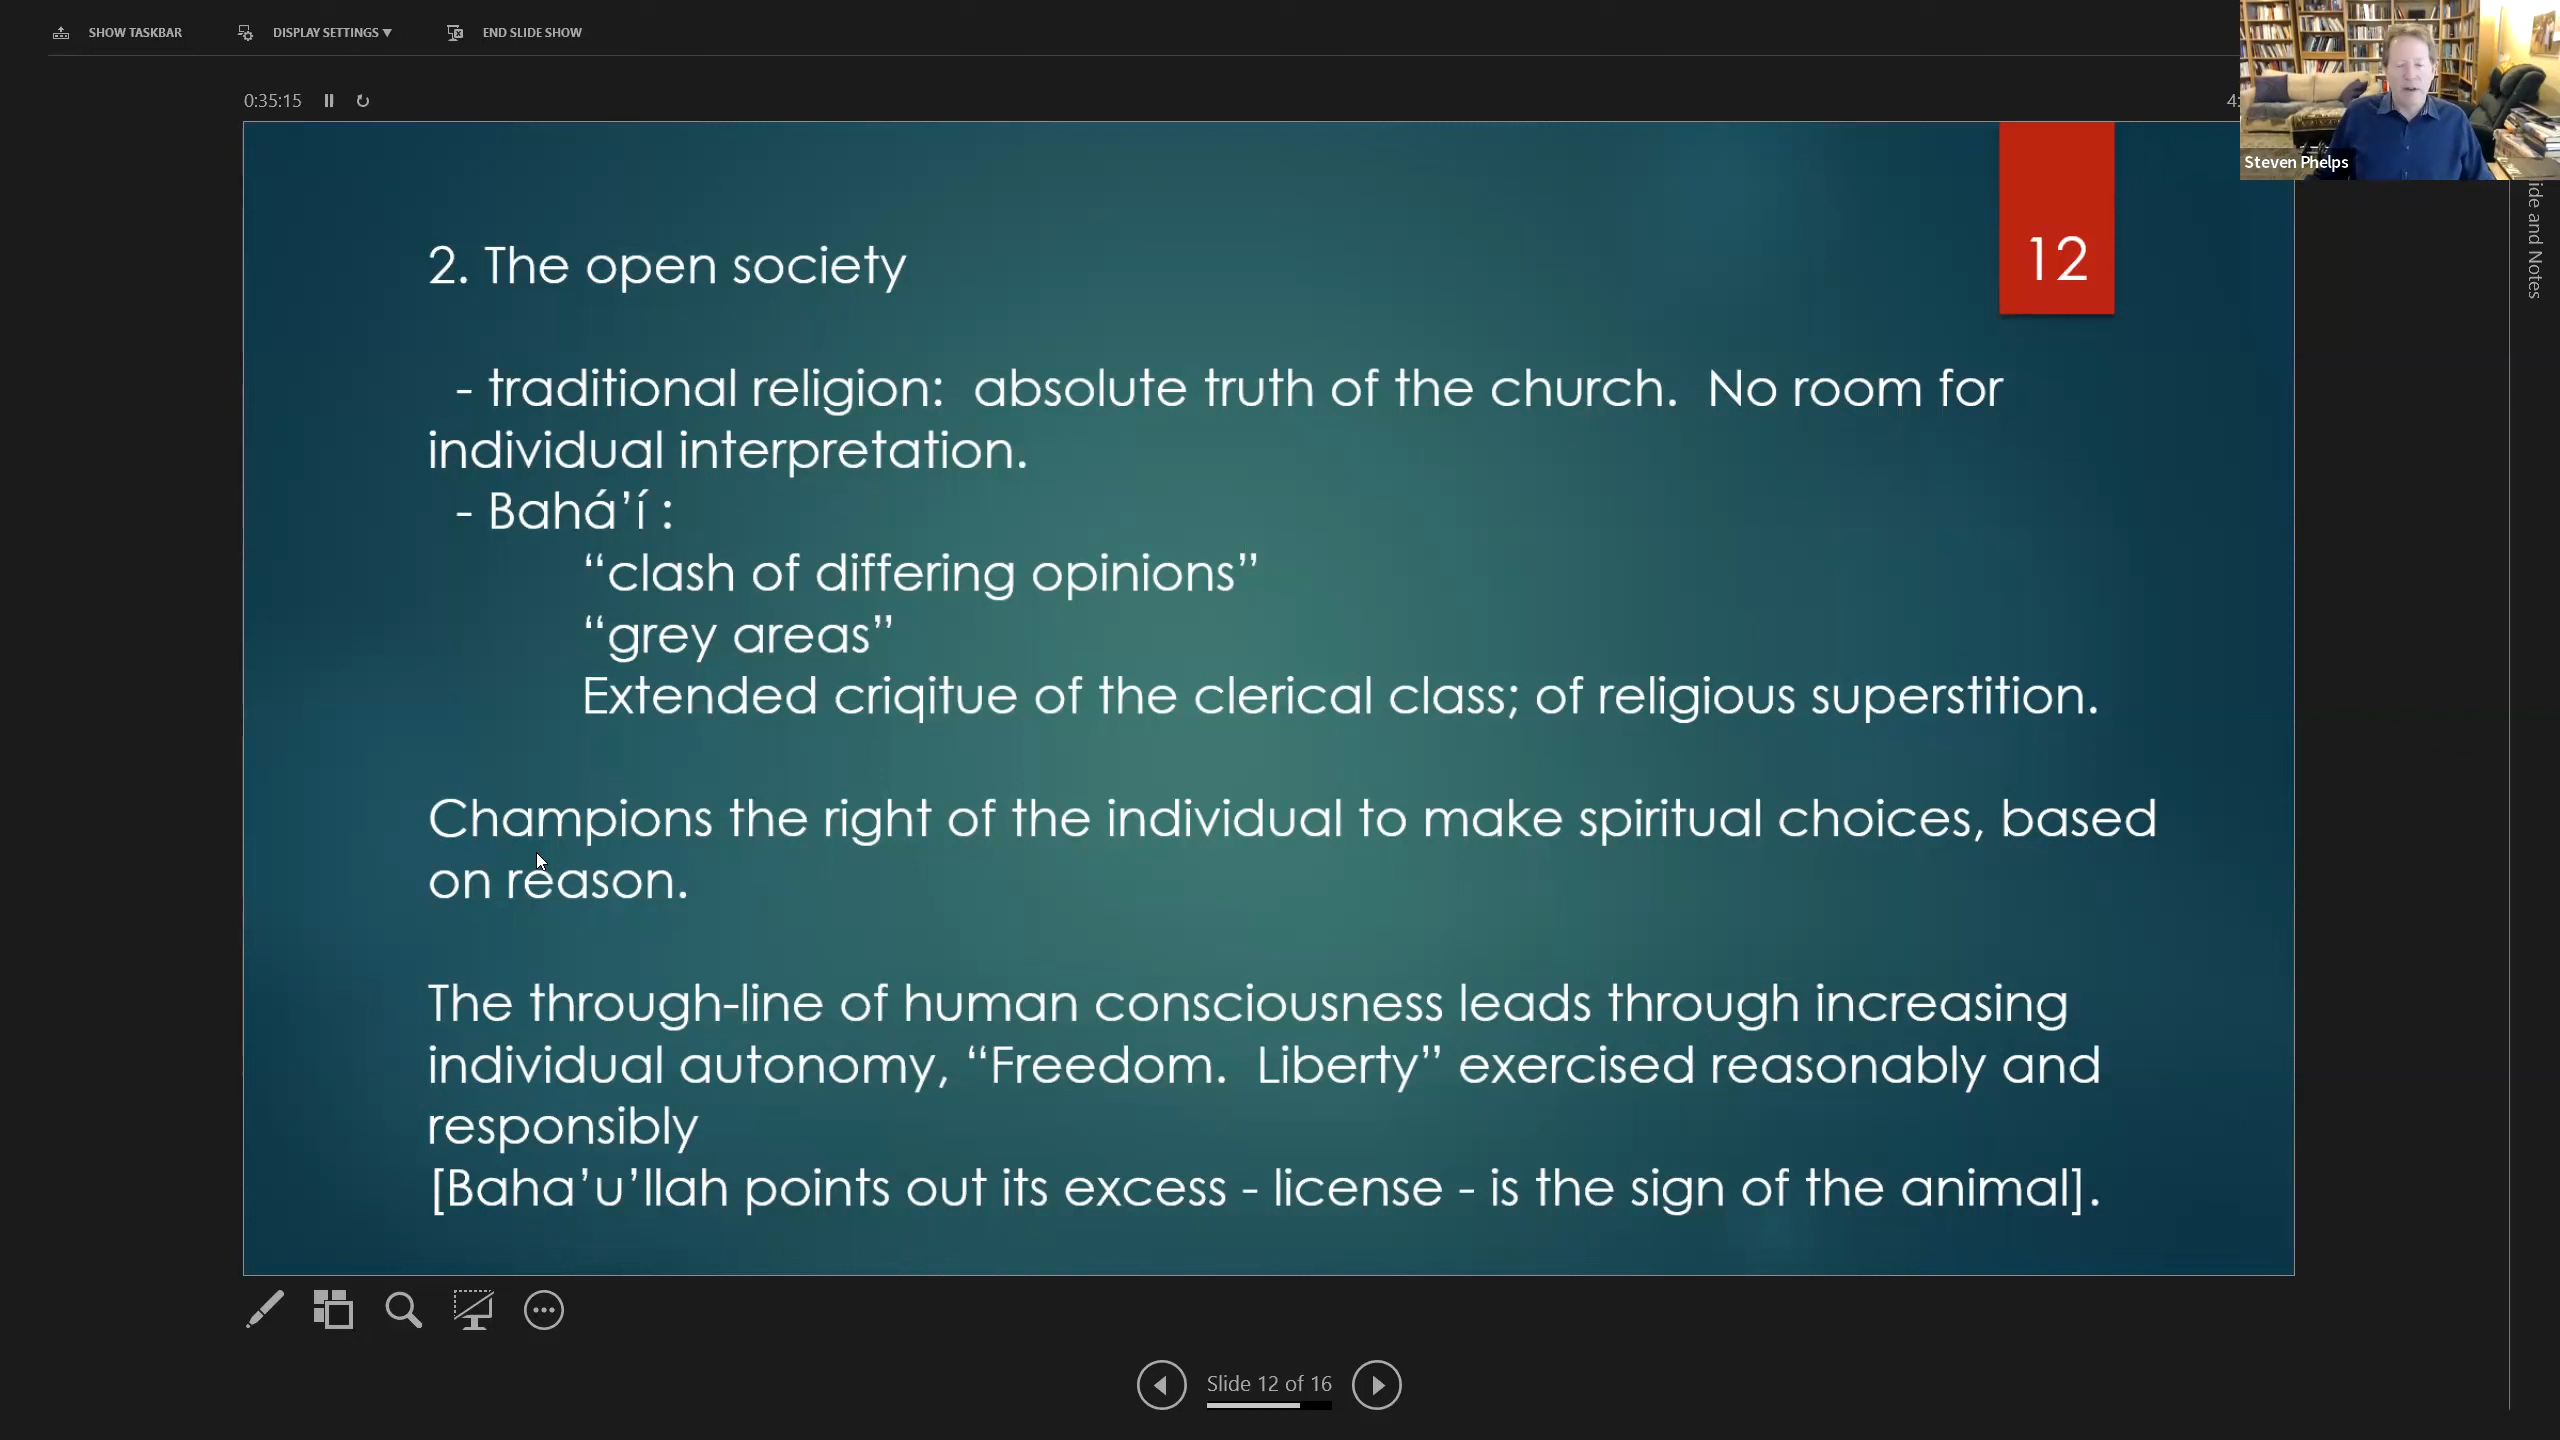 SHOW TASKBAR
DISPLAY SETTINGS ▼
END SLIDE SHOW
0:35:15
4:
Steven Phelps
ide and Notes
12
2. The open society
- traditional religion:  absolute truth of the church.  No room for
individual interpretation.
- Bahá’í :
“clash of differing opinions”
“grey areas”
Extended criqitue of the clerical class; of religious superstition.
Champions the right of the individual to make spiritual choices, based
on reason.
The through-line of human consciousness leads through increasing
individual autonomy, “Freedom.  Liberty” exercised reasonably and
responsibly
[Baha’u’llah points out its excess - license - is the sign of the animal].
Slide 12 of 16